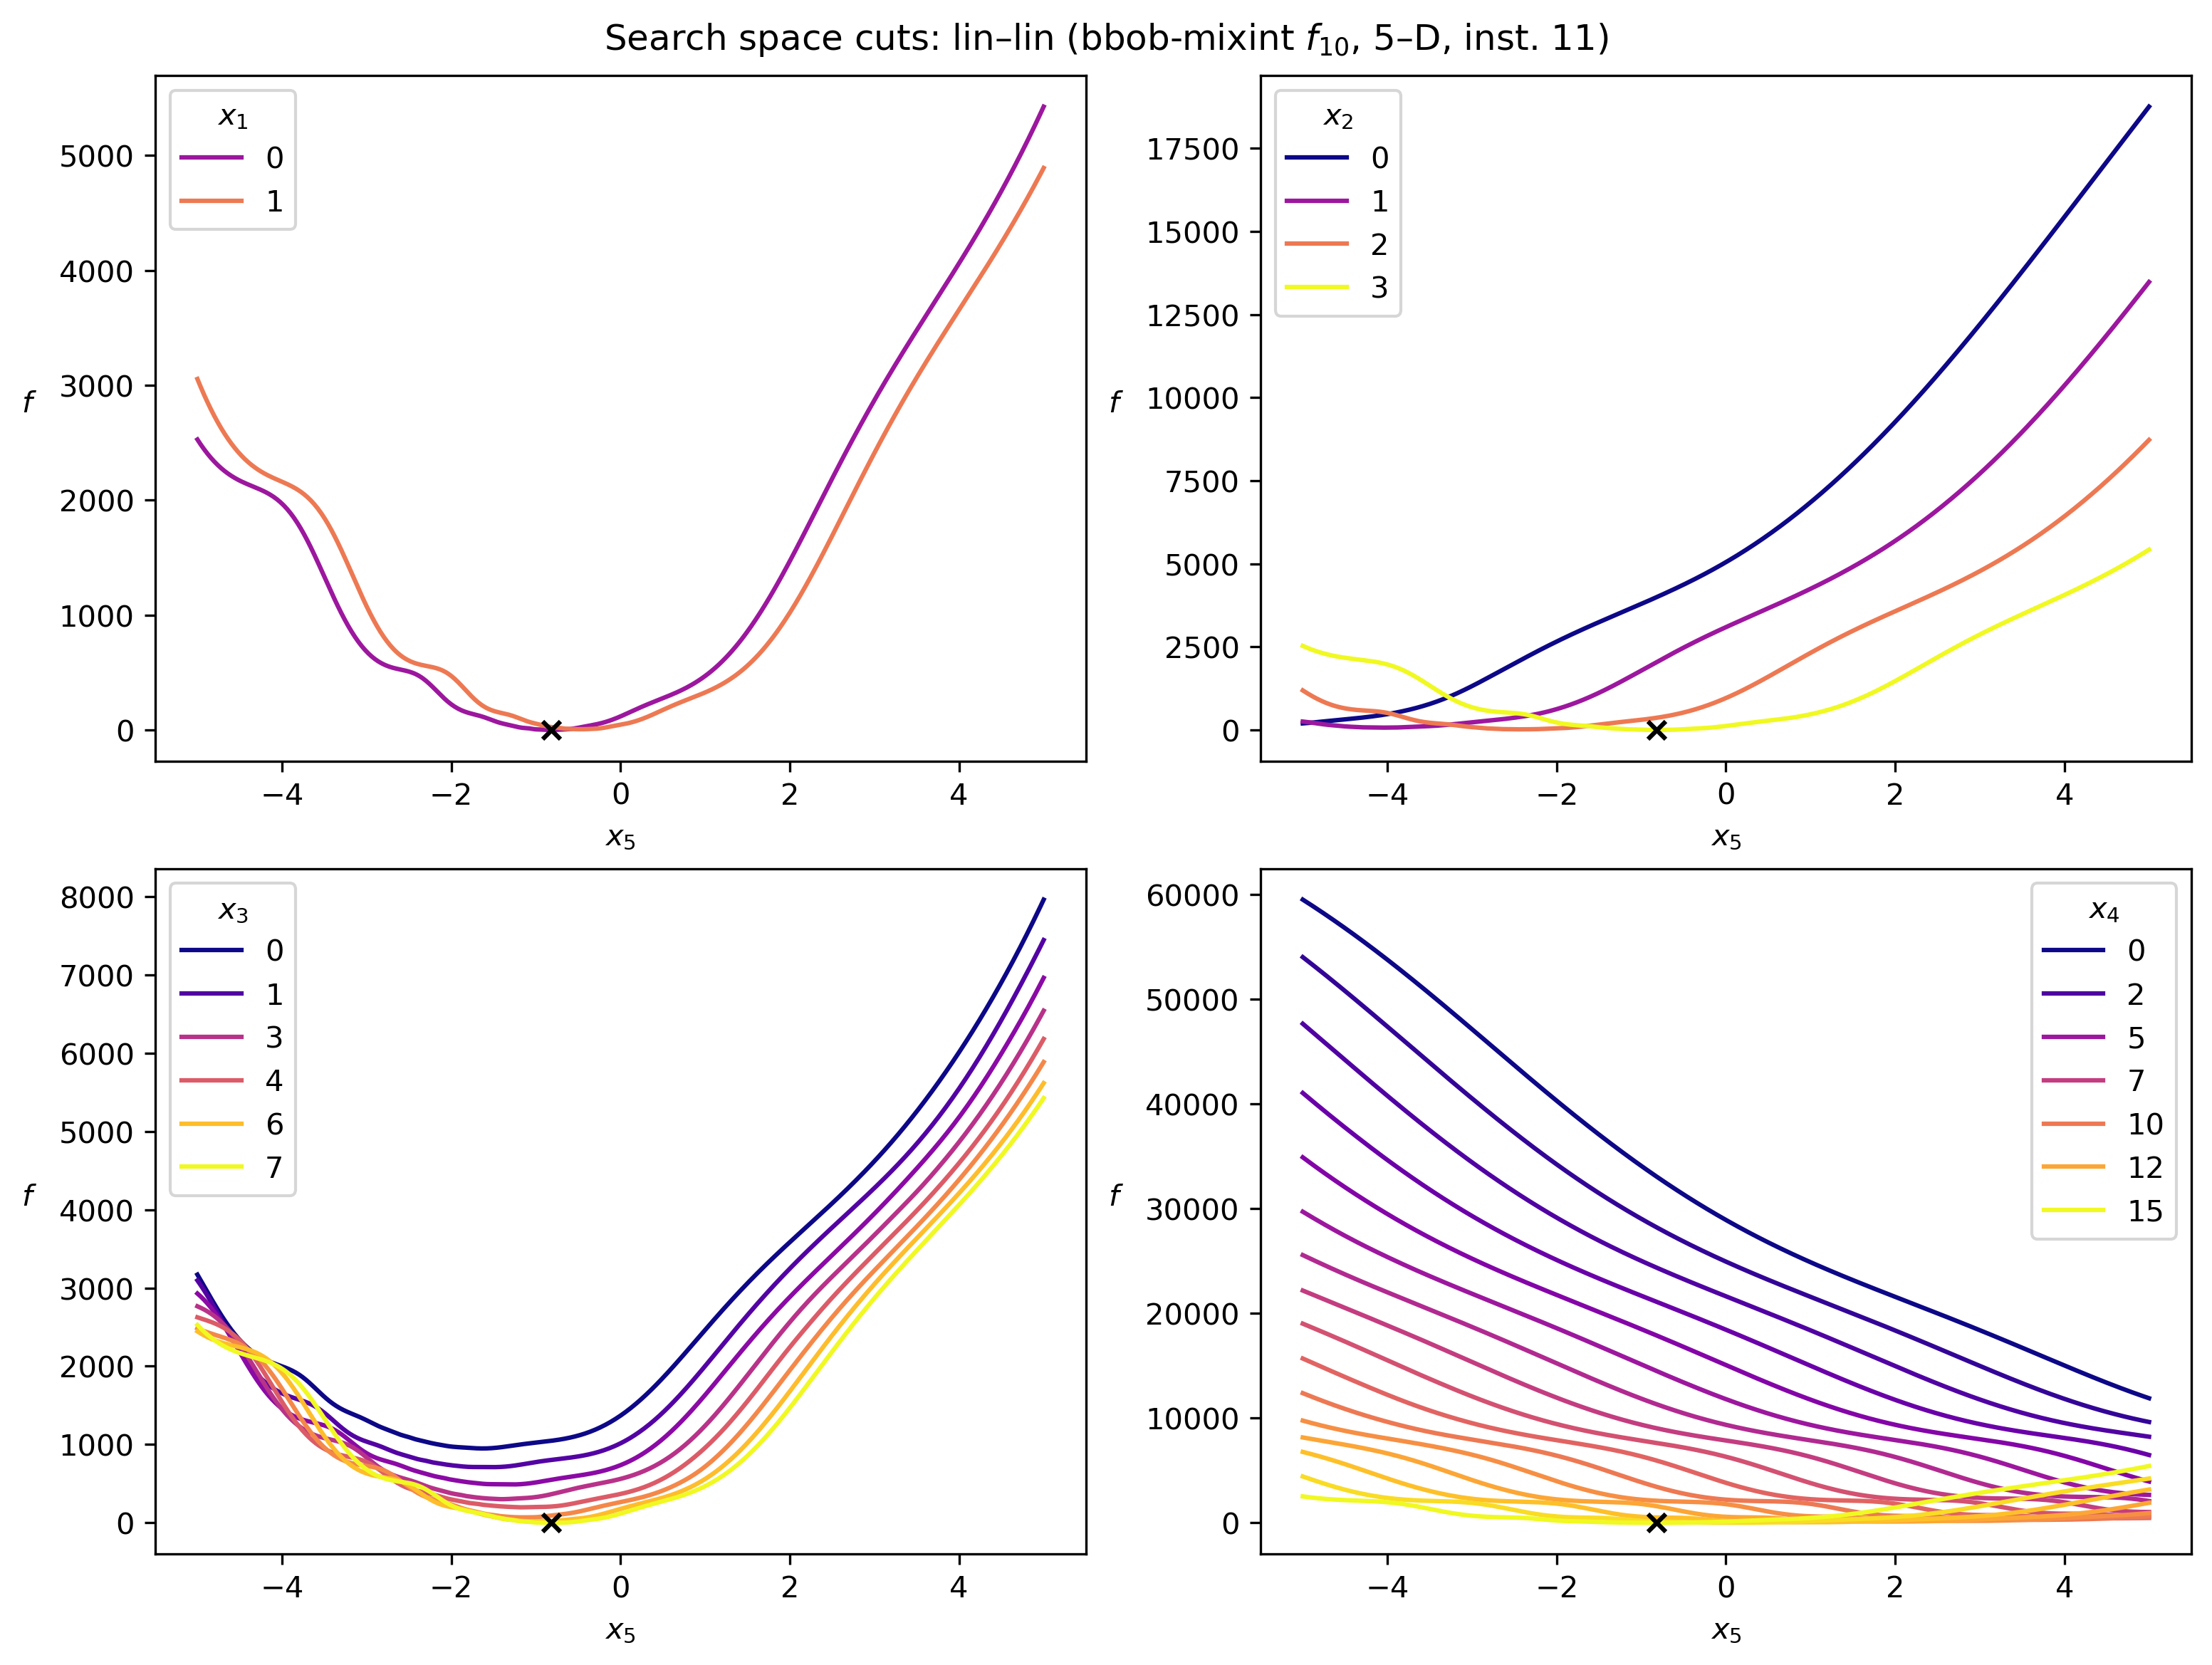 Search space cuts: lin–lin (bbob-mixint f10, 5–D, inst. 11)
x1
0
1
5000
4000
3000
2000
1000
0
f
−4 −2 0 2 4
x5
x2
0
1
2
3
17500
15000
12500
10000
7500
5000
2500
0
f
−4 −2 0 2 4
x5
x3
0
1
3
4
6
7
8000
7000
6000
5000
4000
3000
2000
1000
0
f
−4 −2 0 2 4
x5
x4
0
2
5
7
10
12
15
60000
50000
40000
30000
20000
10000
0
f
−4 −2 0 2 4
x5